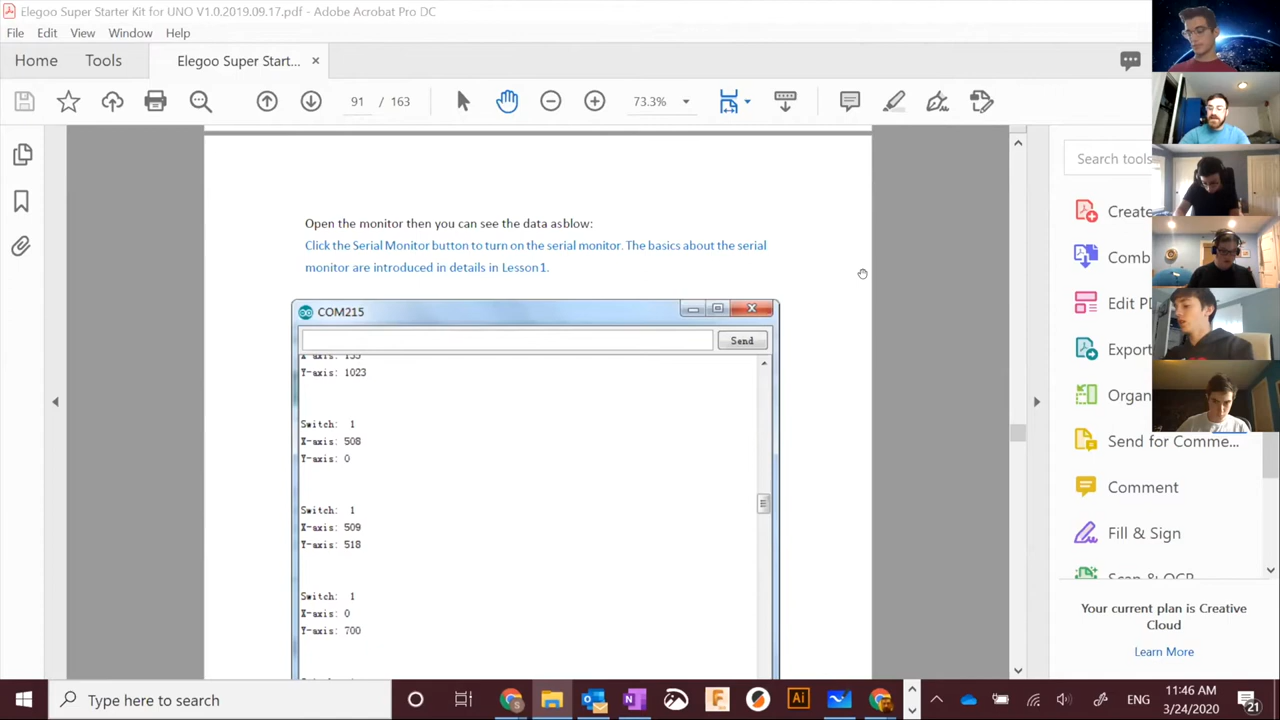 Elegoo Super Starter Kit for UNO V1.0.2019.09.17.pdf - Adobe Acrobat Pro DC
File Edit View Window Help
Home Tools Elegoo Super Start... ×
91 / 163 73.3%
Search tools
Open the monitor then you can see the data asblow:
Click the Serial Monitor button to turn on the serial monitor. The basics about the serial
monitor are introduced in details in Lesson1.
COM215
Send
X-axis: 135
Y-axis: 1023
Switch: 1
X-axis: 508
Y-axis: 0
Switch: 1
X-axis: 509
Y-axis: 518
Switch: 1
X-axis: 0
Y-axis: 700
Create
Comb
Edit PD
Export
Organ
Send for Comme...
Comment
Fill & Sign
Scan & OCR
Your current plan is Creative
Cloud
Learn More
Type here to search
Ai
ENG
11:46 AM
3/24/2020
21